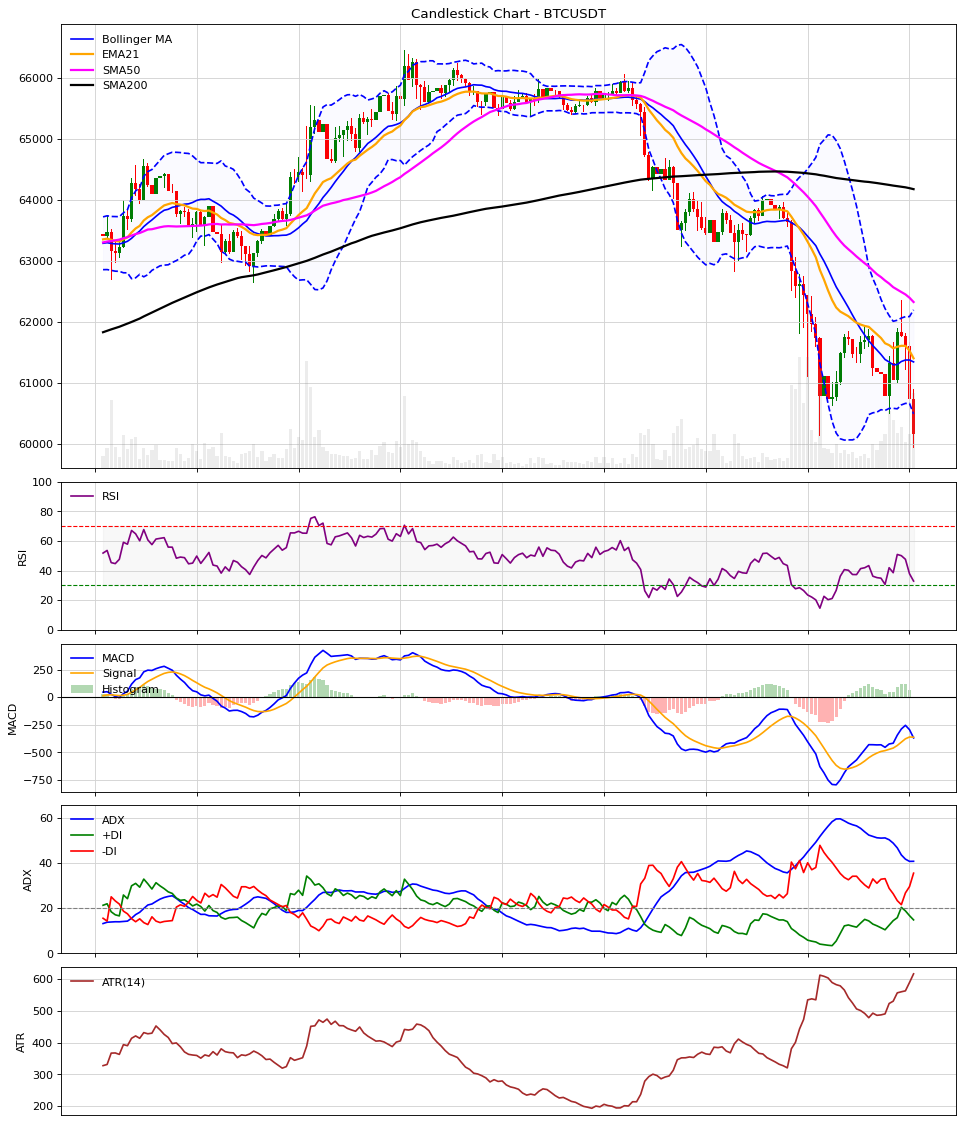 Candlestick Chart - BTCUSDT
Bollinger MA
EMA21
SMA50
SMA200
66000
65000
64000
63000
62000
61000
60000
RSI
RSI
100
80
60
40
20
0
MACD
Signal
Histogram
MACD
250
0
−250
−500
−750
ADX
+DI
-DI
ADX
60
40
20
0
ATR(14)
ATR
600
500
400
300
200